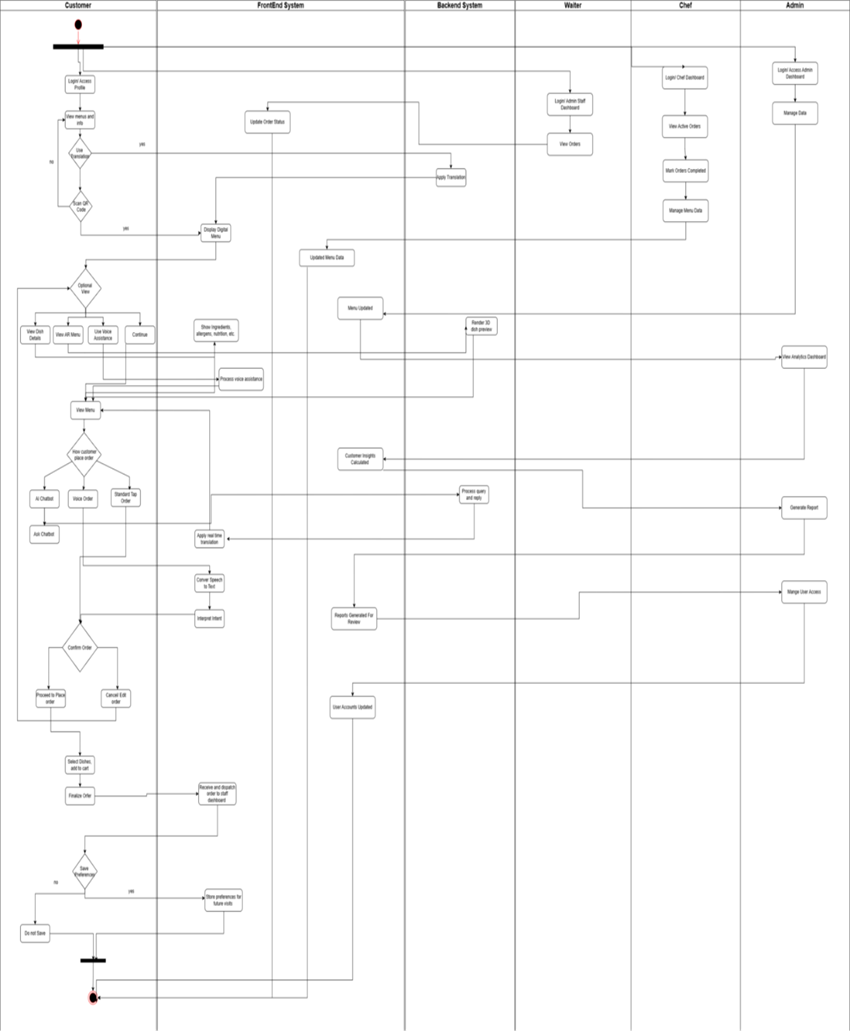 Customer
FrontEnd System
Backend System
Waiter
Chef
Admin
Login/ Access
Profile
View menus and
info
Use
Translation
yes
no
Scan QR
Code
yes
Update Order Status
Apply Translation
Login/ Admin Staff
Dashboard
View Orders
Login/ Chef Dashboard
View Active Orders
Mark Orders Completed
Manage Menu Data
Login/ Access Admin
Dashboard
Manage Data
Display Digital
Menu
Updated Menu Data
Optional
View
View Dish
Details
View AR Menu
Use Voice
Assistance
Continue
Show Ingredients,
allergens, nutrition, etc.
Menu Updated
Render 3D
dish preview
View Analytics Dashboard
Process voice assistance
View Menu
How customer
place order
Customer Insights
Calculated
AI Chatbot
Voice Order
Standard Tap
Order
Process query
and reply
Generate Report
Ask Chatbot
Apply real time
translation
Conver Speech
to Text
Mange User Access
Interpret Intent
Reports Generated For
Review
Confirm Order
Proceed to Place
order
Cancel/ Edit
order
User Accounts Updated
Select Dishes,
add to cart
Finalize Orfer
Receive and dispatch
order to staff
dashboard
Save
Preferences
no
yes
Store preferences for
future visits
Do not Save